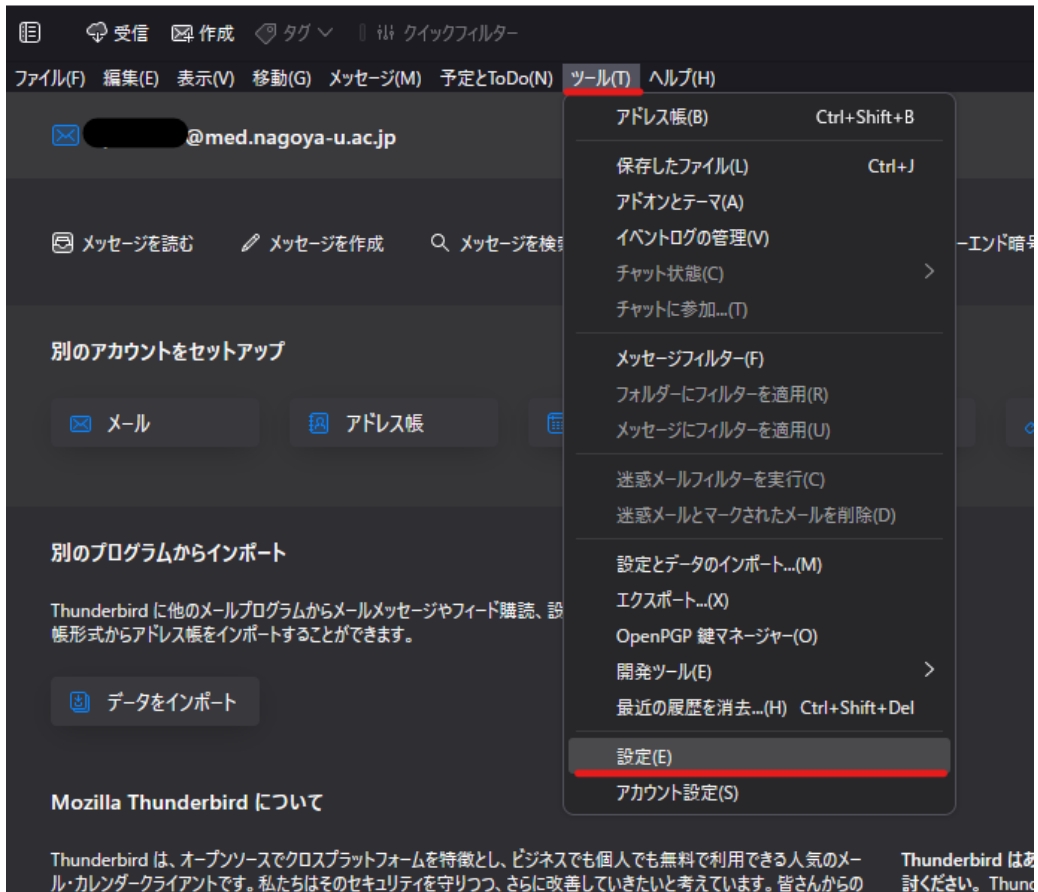 受信 作成 タグ クイックフィルター
ファイル(F) 編集(E) 表示(V) 移動(G) メッセージ(M) 予定とToDo(N) ツール(T) ヘルプ(H)
@med.nagoya-u.ac.jp
メッセージを読む メッセージを作成 メッセージを検 ーエンド暗
別のアカウントをセットアップ
メール アドレス帳
別のプログラムからインポート
Thunderbird に他のメールプログラムからメールメッセージやフィード購読、設
帳形式からアドレス帳をインポートすることができます。
データをインポート
Mozilla Thunderbird について
Thunderbird は、オープンソースでクロスプラットフォームを特徴とし、ビジネスでも個人でも無料で利用できる人気のメー
ル・カレンダークライアントです。私たちはそのセキュリティを守りつつ、さらに改善していきたいと考えています。皆さんからの
Thunderbird はあ
討ください。Thund
アドレス帳(B) Ctrl+Shift+B
保存したファイル(L) Ctrl+J
アドオンとテーマ(A)
イベントログの管理(V)
チャット状態(C)
チャットに参加...(T)
メッセージフィルター(F)
フォルダーにフィルターを適用(R)
メッセージにフィルターを適用(U)
迷惑メールフィルターを実行(C)
迷惑メールとマークされたメールを削除(D)
設定とデータのインポート...(M)
エクスポート...(X)
OpenPGP 鍵マネージャー(O)
開発ツール(E)
最近の履歴を消去...(H) Ctrl+Shift+Del
設定(E)
アカウント設定(S)